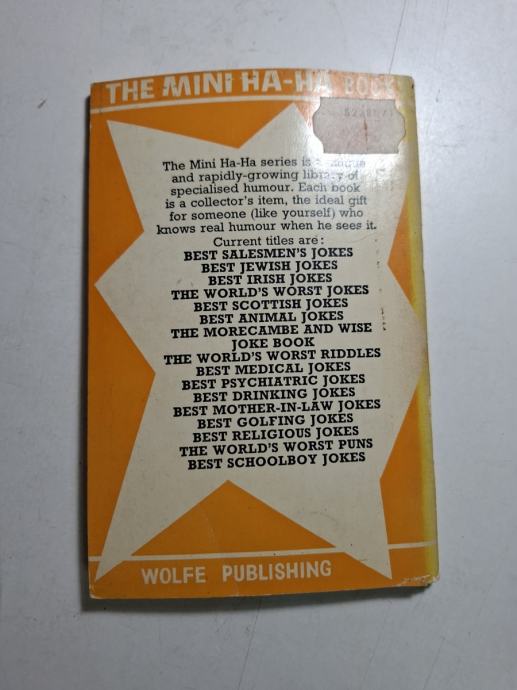 THE MINI HA-HA BOOK
The Mini Ha-Ha series is a unique
and rapidly-growing library of
specialised humour. Each book
is a collector's item, the ideal gift
for someone (like yourself) who
knows real humour when he sees it.
Current titles are:
BEST SALESMEN'S JOKES
BEST JEWISH JOKES
BEST IRISH JOKES
THE WORLD'S WORST JOKES
BEST SCOTTISH JOKES
BEST ANIMAL JOKES
THE MORECAMBE AND WISE
JOKE BOOK
THE WORLD'S WORST RIDDLES
BEST MEDICAL JOKES
BEST PSYCHIATRIC JOKES
BEST DRINKING JOKES
BEST MOTHER-IN-LAW JOKES
BEST GOLFING JOKES
BEST RELIGIOUS JOKES
THE WORLD'S WORST PUNS
BEST SCHOOLBOY JOKES
WOLFE PUBLISHING